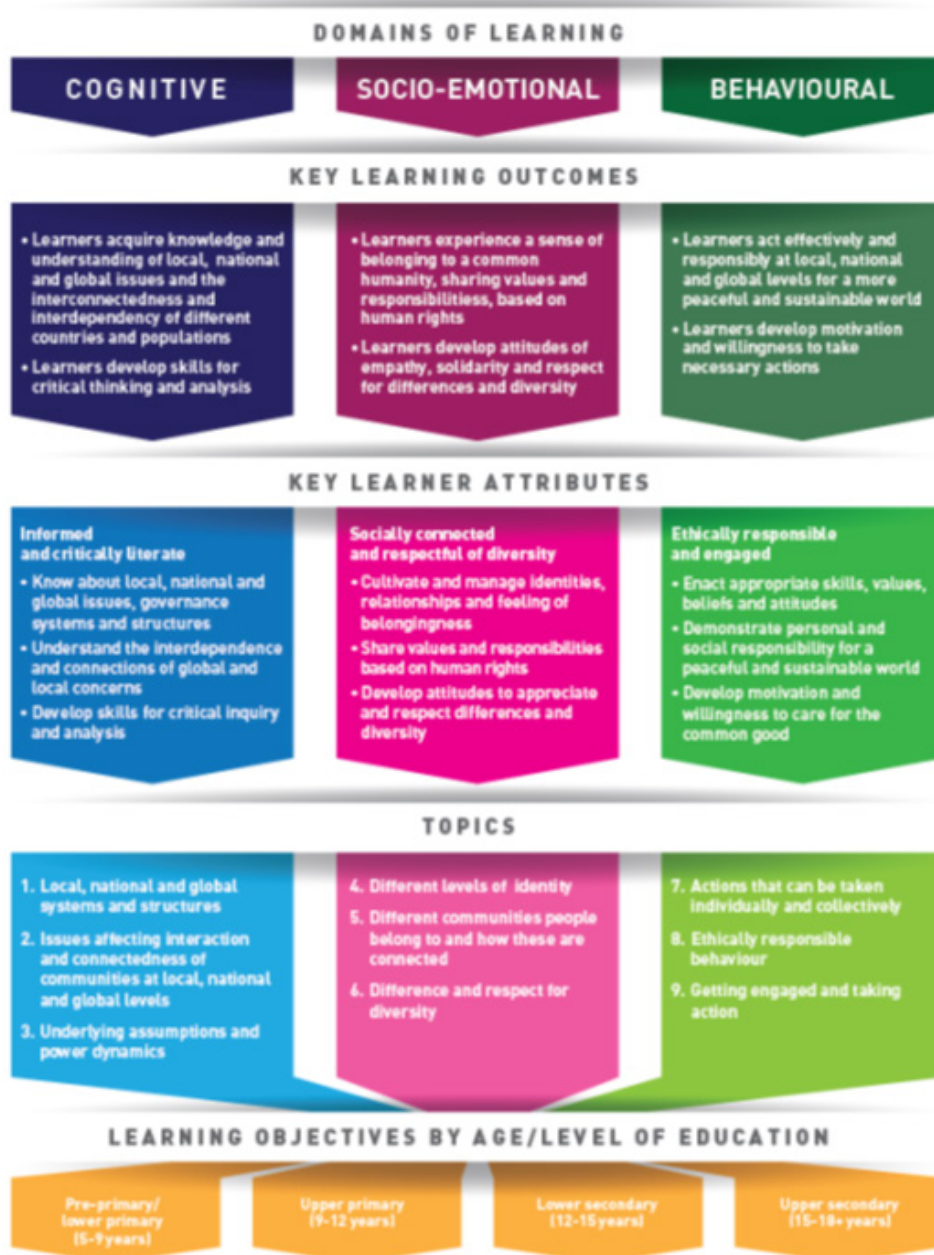 DOMAINS OF LEARNING
COGNITIVE
SOCIO-EMOTIONAL
BEHAVIOURAL
KEY LEARNING OUTCOMES
• Learners acquire knowledge and
understanding of local, national
and global issues and the
interconnectedness and
interdependency of different
countries and populations
• Learners develop skills for
critical thinking and analysis
• Learners experience a sense of
belonging to a common
humanity, sharing values and
responsibilitiess, based on
human rights
• Learners develop attitudes of
empathy, solidarity and respect
for differences and diversity
• Learners act effectively and
responsibly at local, national
and global levels for a more
peaceful and sustainable world
• Learners develop motivation
and willingness to take
necessary actions
KEY LEARNER ATTRIBUTES
Informed
and critically literate
• Know about local, national and
global issues, governance
systems and structures
• Understand the interdependence
and connections of global and
local concerns
• Develop skills for critical inquiry
and analysis
Socially connected
and respectful of diversity
• Cultivate and manage identities,
relationships and feeling of
belongingness
• Share values and responsibilities
based on human rights
• Develop attitudes to appreciate
and respect differences and
diversity
Ethically responsible
and engaged
• Enact appropriate skills, values,
beliefs and attitudes
• Demonstrate personal and
social responsibility for a
peaceful and sustainable world
• Develop motivation and
willingness to care for the
common good
TOPICS
1. Local, national and global
systems and structures
2. Issues affecting interaction
and connectedness of
communities at local, national
and global levels
3. Underlying assumptions and
power dynamics
4. Different levels of identity
5. Different communities people
belong to and how these are
connected
6. Difference and respect for
diversity
7. Actions that can be taken
individually and collectively
8. Ethically responsible
behaviour
9. Getting engaged and taking
action
LEARNING OBJECTIVES BY AGE/LEVEL OF EDUCATION
Pre-primary/
lower primary
(5-9 years)
Upper primary
(9-12 years)
Lower secondary
(12-15 years)
Upper secondary
(15-18+ years)